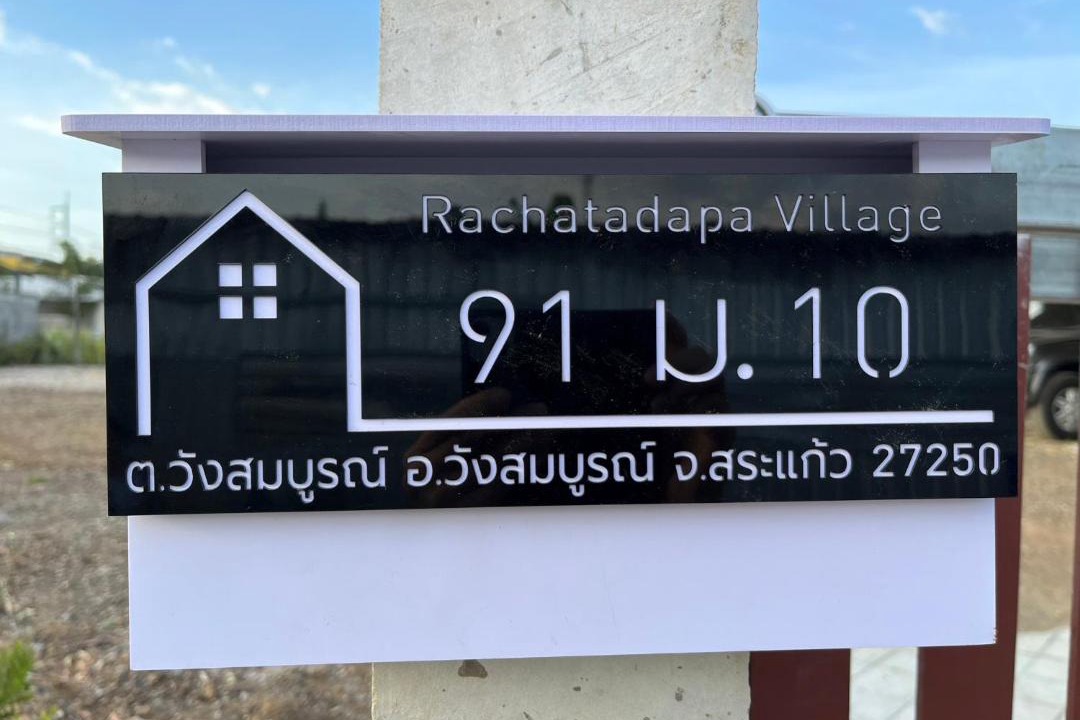 Rachatadapa Village
91 ม.10
ต.วังสมบูรณ์ อ.วังสมบูรณ์ จ.สระแก้ว 27250